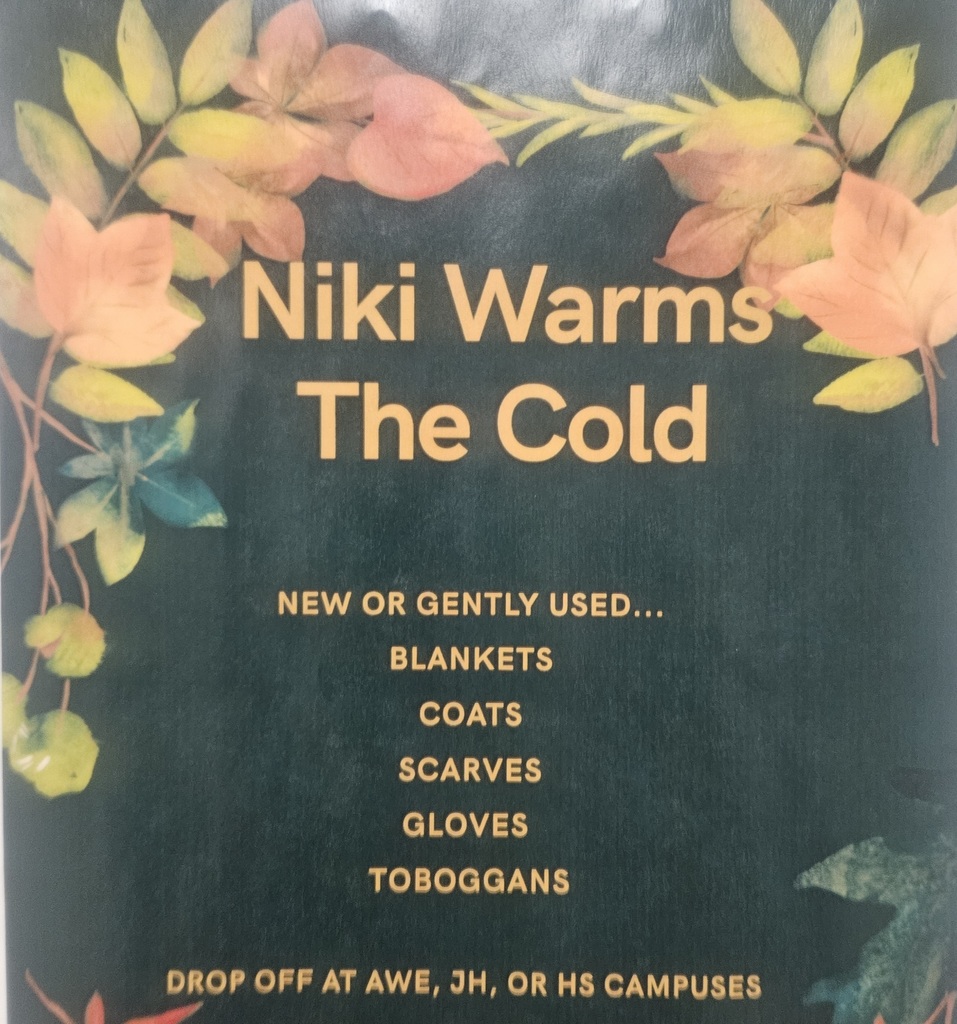 Niki Warms
The Cold
NEW OR GENTLY USED...
BLANKETS
COATS
SCARVES
GLOVES
TOBOGGANS
DROP OFF AT AWE, JH, OR HS CAMPUSES